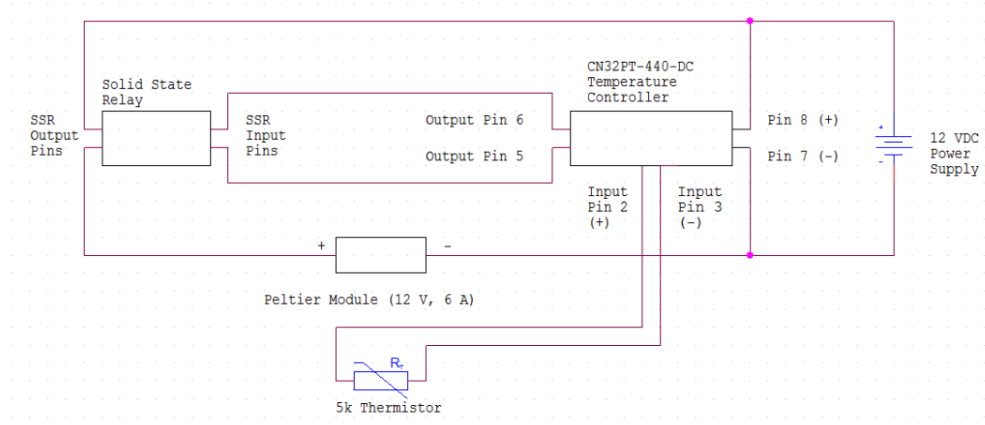 CN32PT-440-DC
Temperature
Controller
Solid State
Relay
SSR
Output
Pins
SSR
Input
Pins
Output Pin 6
Output Pin 5
Pin 8 (+)
Pin 7 (-)
+
-
12 VDC
Power
Supply
Input
Pin 2
(+)
Input
Pin 3
(-)
+
-
Peltier Module (12 V, 6 A)
RT
5k Thermistor